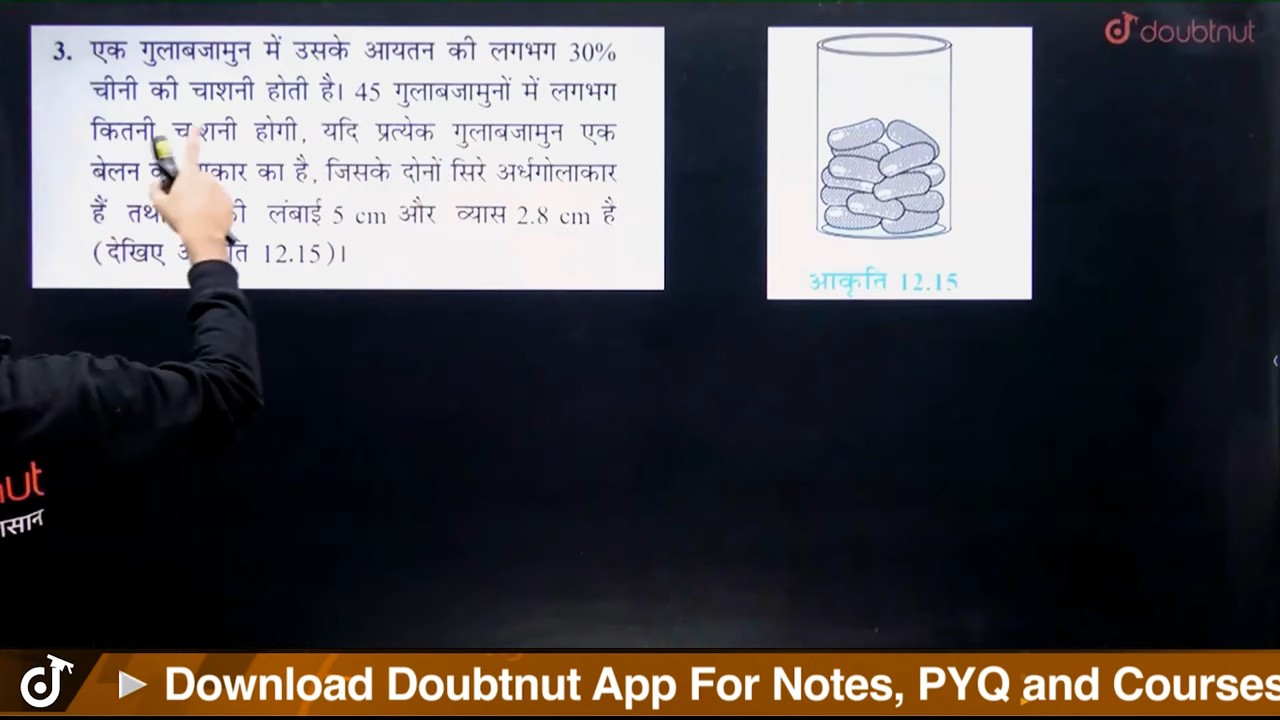 3. एक गुलाबजामुन में उसके आयतन की लगभग 30%
चीनी की चाशनी होती है। 45 गुलाबजामुनों में लगभग
कितनी होगी, यदि प्रत्येक गुलाबजामुन एक
बेलन का है, जिसके दोनों सिरे अर्धगोलाकार
हैं लंबाई 5 cm और व्यास 2.8 cm है
(देखिए 12.15)।
आकृति 12.15
doubtnut
Download Doubtnut App For Notes, PYQ and Courses